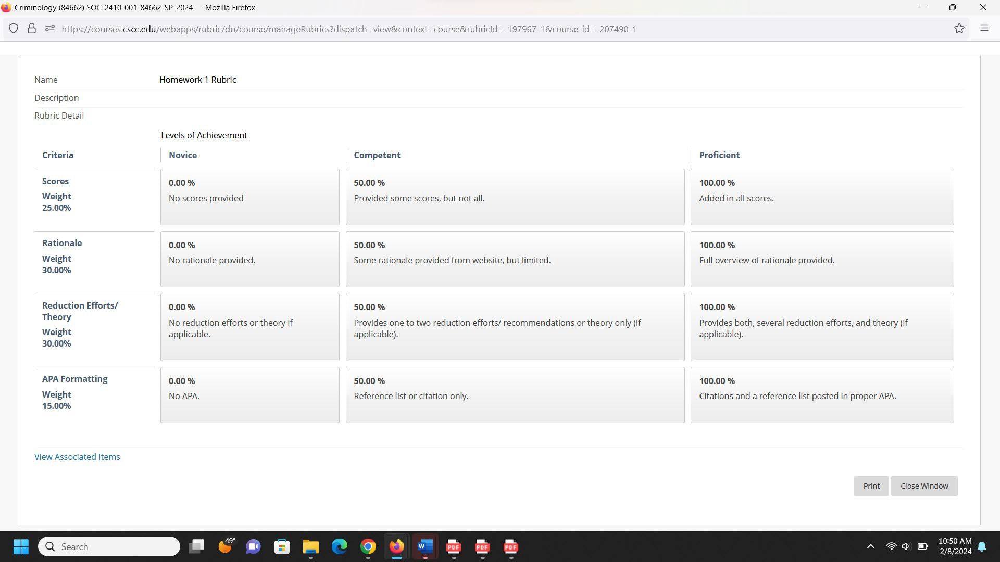 Criminology (84662) SOC-2410-001-84662-SP-2024 — Mozilla Firefox
https://courses.cscc.edu/webapps/rubric/do/course/manageRubrics?dispatch=view&context=course&rubricId=_197967_1&course_id=_207490_1
Name Homework 1 Rubric
Description
Rubric Detail
Levels of Achievement
Criteria Novice Competent Proficient
Scores
Weight
25.00%
0.00 %
No scores provided
50.00 %
Provided some scores, but not all.
100.00 %
Added in all scores.
Rationale
Weight
30.00%
0.00 %
No rationale provided.
50.00 %
Some rationale provided from website, but limited.
100.00 %
Full overview of rationale provided.
Reduction Efforts/
Theory
Weight
30.00%
0.00 %
No reduction efforts or theory if
applicable.
50.00 %
Provides one to two reduction efforts/ recommendations or theory only (if
applicable).
100.00 %
Provides both, several reduction efforts, and theory (if
applicable).
APA Formatting
Weight
15.00%
0.00 %
No APA.
50.00 %
Reference list or citation only.
100.00 %
Citations and a reference list posted in proper APA.
View Associated Items
Print Close Window
Search
49°
W
PDF PDF PDF
10:50 AM
2/8/2024